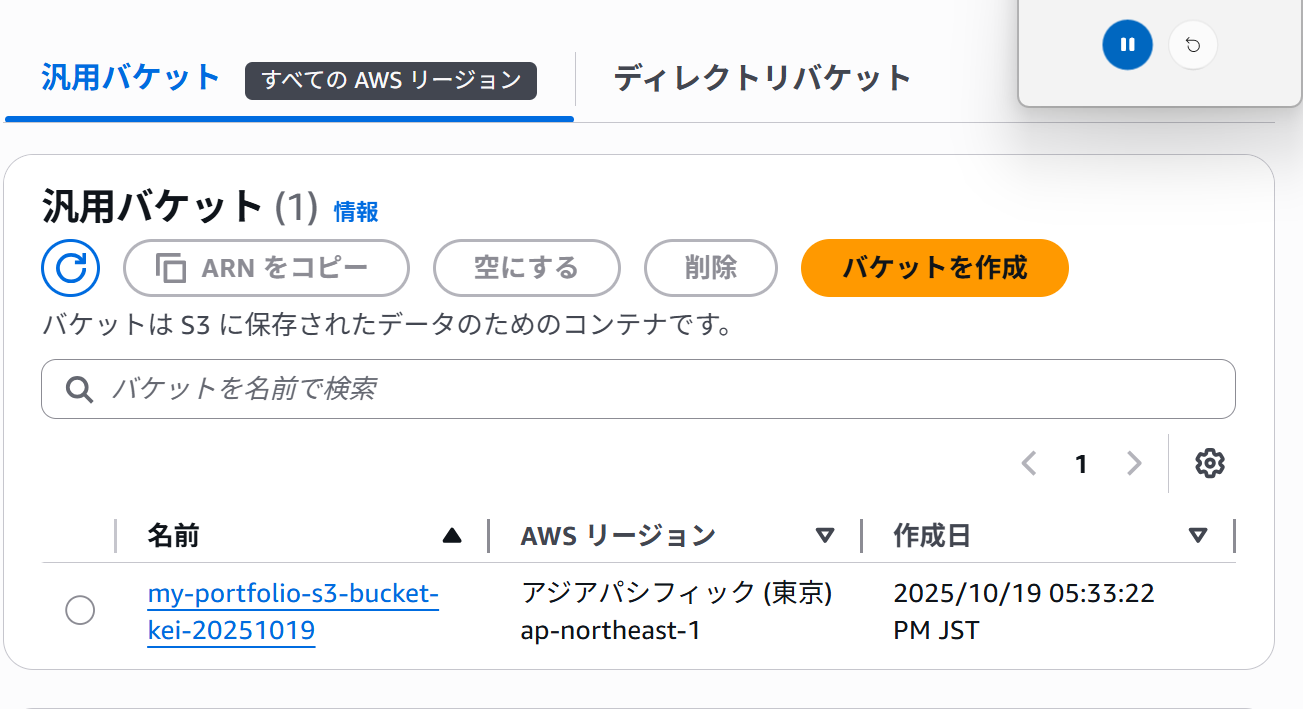 汎用バケット
すべての AWS リージョン
ディレクトリバケット
汎用バケット (1) 情報
ARN をコピー
空にする
削除
バケットを作成
バケットは S3 に保存されたデータのためのコンテナです。
バケットを名前で検索
1
名前
AWS リージョン
作成日
my-portfolio-s3-bucket-
kei-20251019
アジアパシフィック (東京)
ap-northeast-1
2025/10/19 05:33:22
PM JST